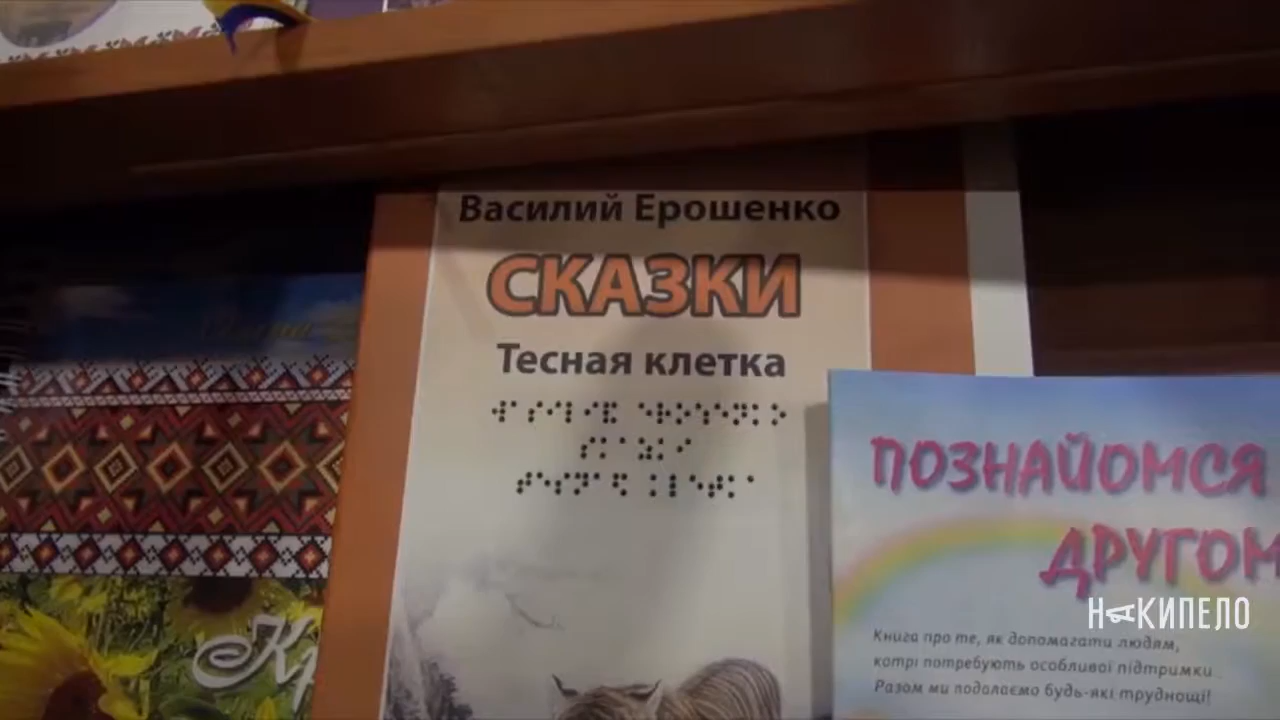 Василий Ерошенко
СКАЗКИ
Тесная клетка
ПОЗНАЙОМСЯ
ДРУГОМ
НАКИПЕЛО
Книга про те, як допомагати людям,
котрі потребують особливої підтримки.
Разом ми подолаємо будь-які труднощі!
Кр